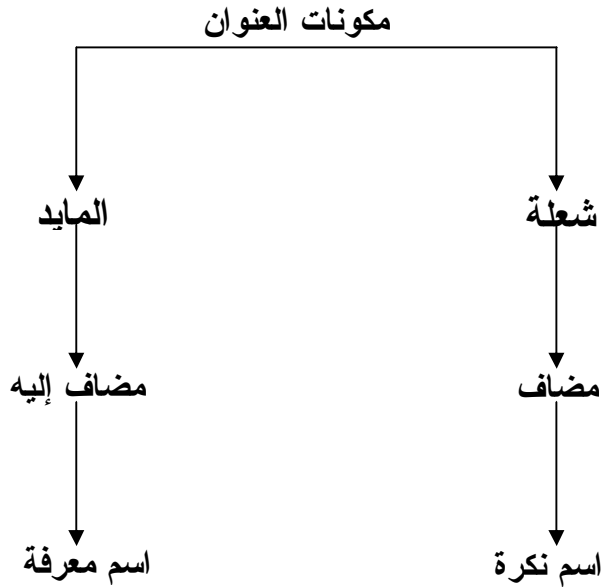 مكونات العنوان
شعلة المايد
مضاف مضاف إليه
اسم نكرة اسم معرفة